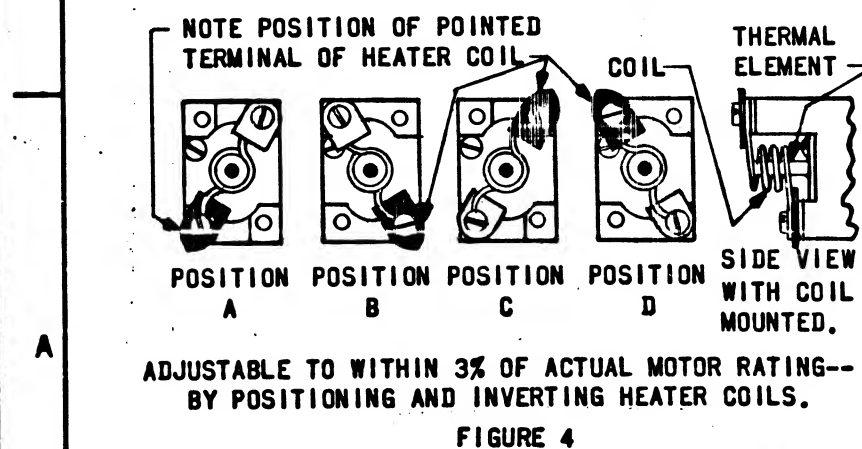 NOTE POSITION OF POINTED
TERMINAL OF HEATER COIL
COIL
THERMAL
ELEMENT
POSITION
A
POSITION
B
POSITION
C
POSITION
D
SIDE VIEW
WITH COIL
MOUNTED.
A
ADJUSTABLE TO WITHIN 3% OF ACTUAL MOTOR RATING--
BY POSITIONING AND INVERTING HEATER COILS.
FIGURE 4